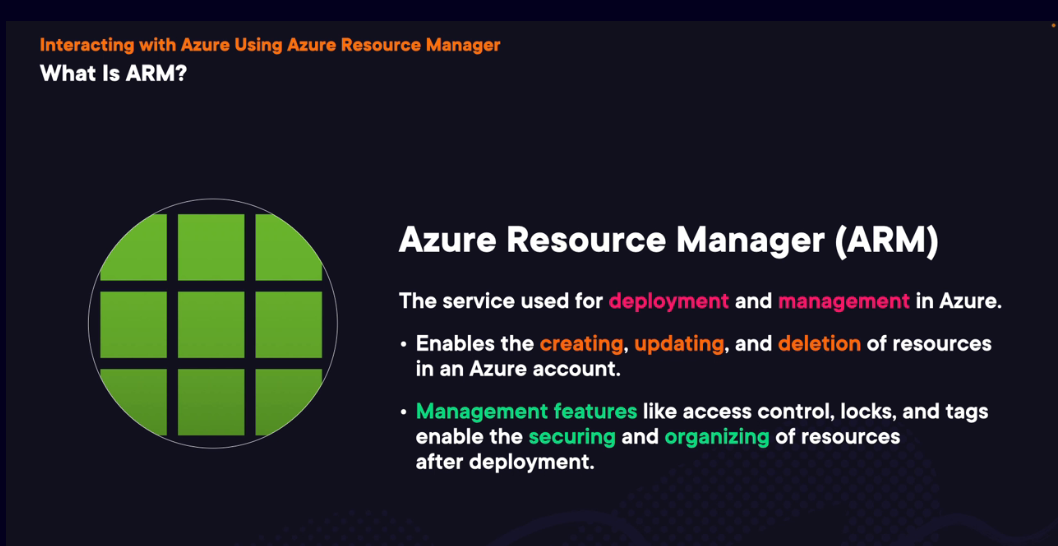 Interacting with Azure Using Azure Resource Manager
What Is ARM?
Azure Resource Manager (ARM)
The service used for deployment and management in Azure.
• Enables the creating, updating, and deletion of resources
in an Azure account.
• Management features like access control, locks, and tags
enable the securing and organizing of resources
after deployment.